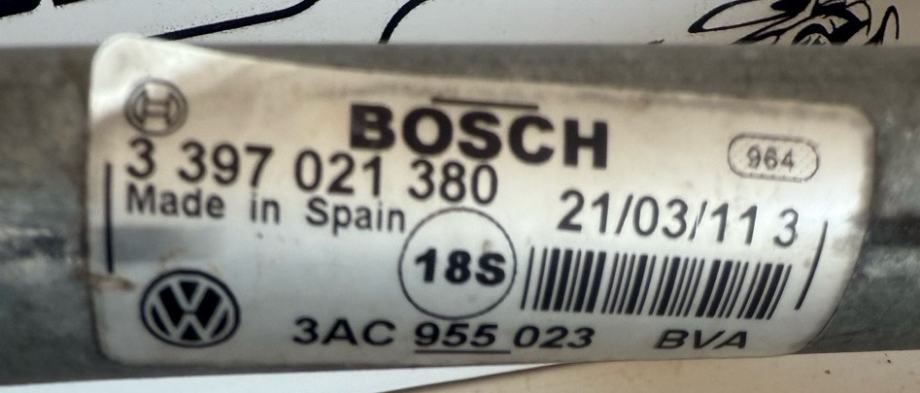 BOSCH
964
3 397 021 380
Made in Spain
21/03/11 3
18S
3AC 955 023 BVA